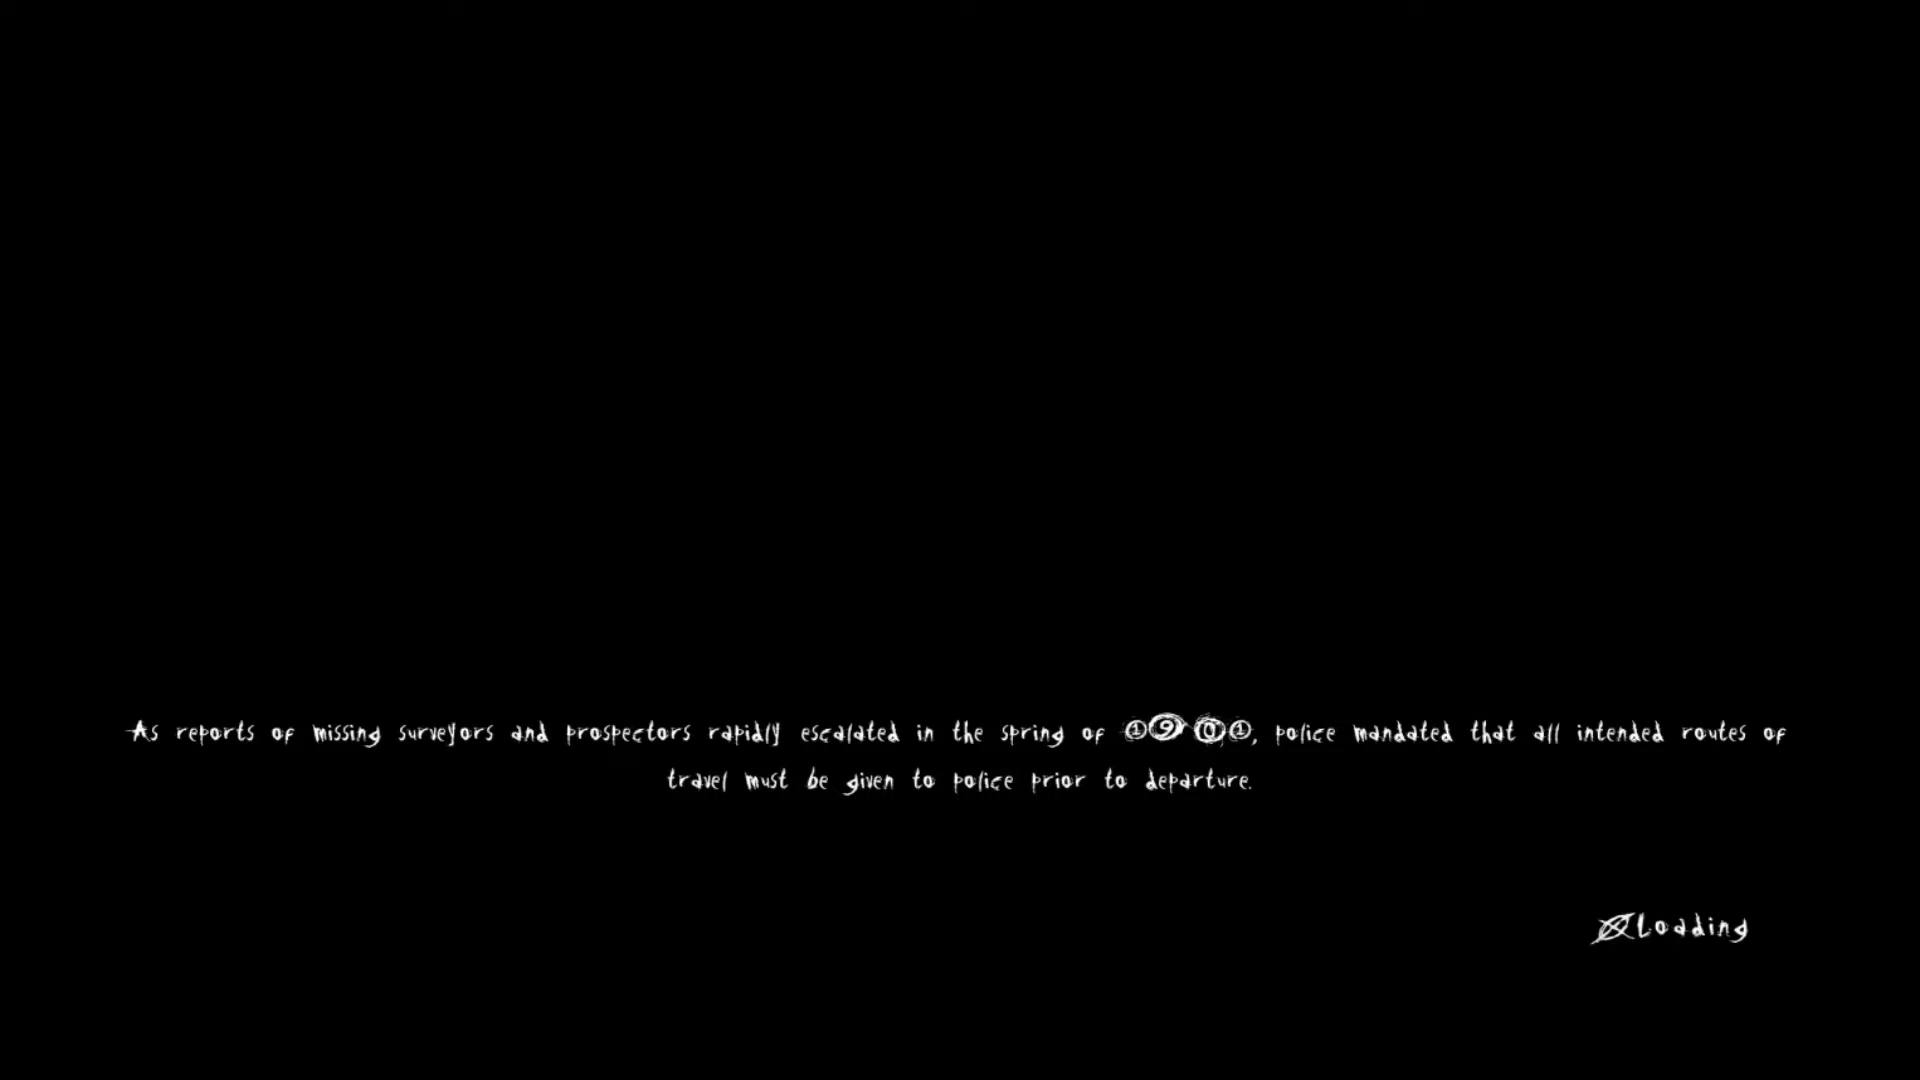 As reports of missing surveyors and prospectors rapidly escalated in the spring of 1901, police mandated that all intended routes of
travel must be given to police prior to departure.
Loading